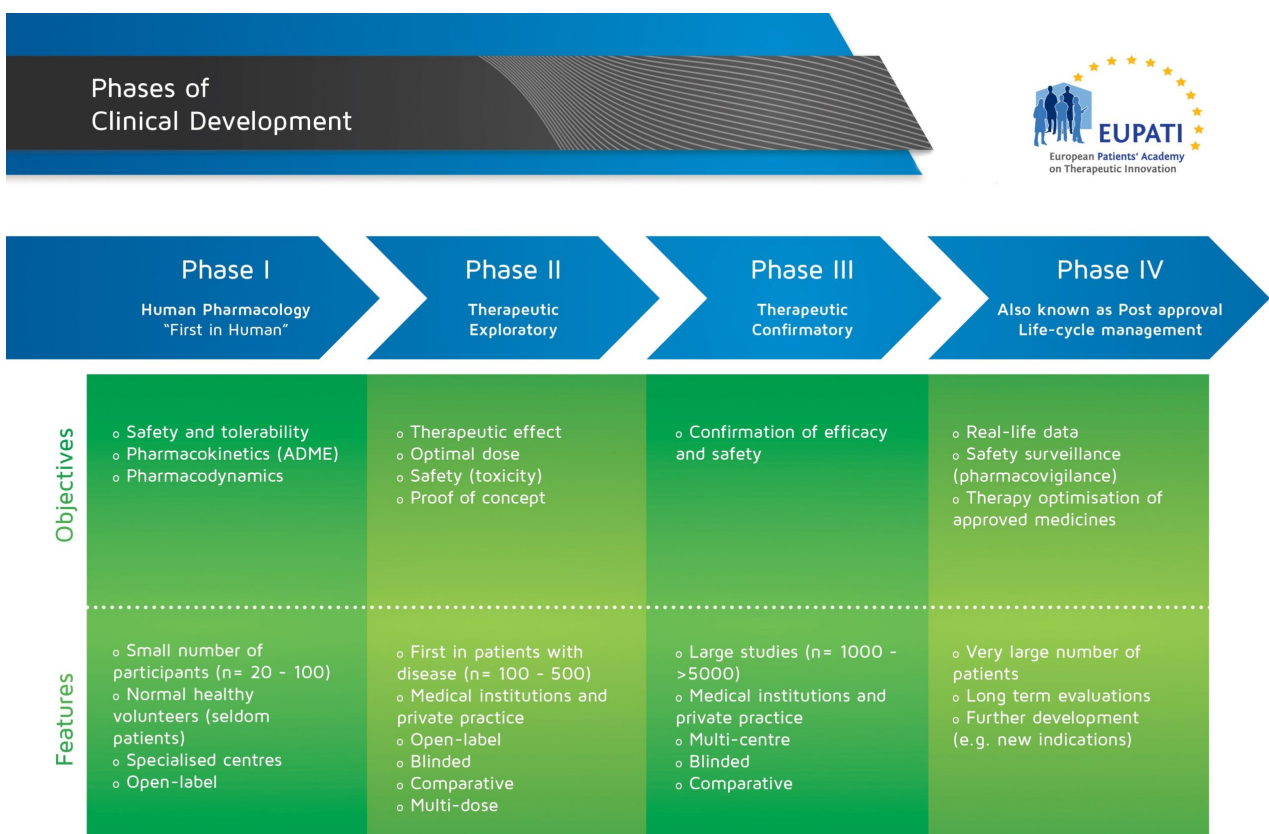 Phases of
Clinical Development
EUPATI
European Patients' Academy
on Therapeutic Innovation
Phase I
Human Pharmacology
"First in Human"
Phase II
Therapeutic
Exploratory
Phase III
Therapeutic
Confirmatory
Phase IV
Also known as Post approval
Life-cycle management
Objectives
o Safety and tolerability
o Pharmacokinetics (ADME)
o Pharmacodynamics
o Therapeutic effect
o Optimal dose
o Safety (toxicity)
o Proof of concept
o Confirmation of efficacy
and safety
o Real-life data
o Safety surveillance
(pharmacovigilance)
o Therapy optimisation of
approved medicines
Features
o Small number of
participants (n= 20 - 100)
o Normal healthy
volunteers (seldom
patients)
o Specialised centres
o Open-label
o First in patients with
disease (n= 100 - 500)
o Medical institutions and
private practice
o Open-label
o Blinded
o Comparative
o Multi-dose
o Large studies (n= 1000 -
>5000)
o Medical institutions and
private practice
o Multi-centre
o Blinded
o Comparative
o Very large number of
patients
o Long term evaluations
o Further development
(e.g. new indications)